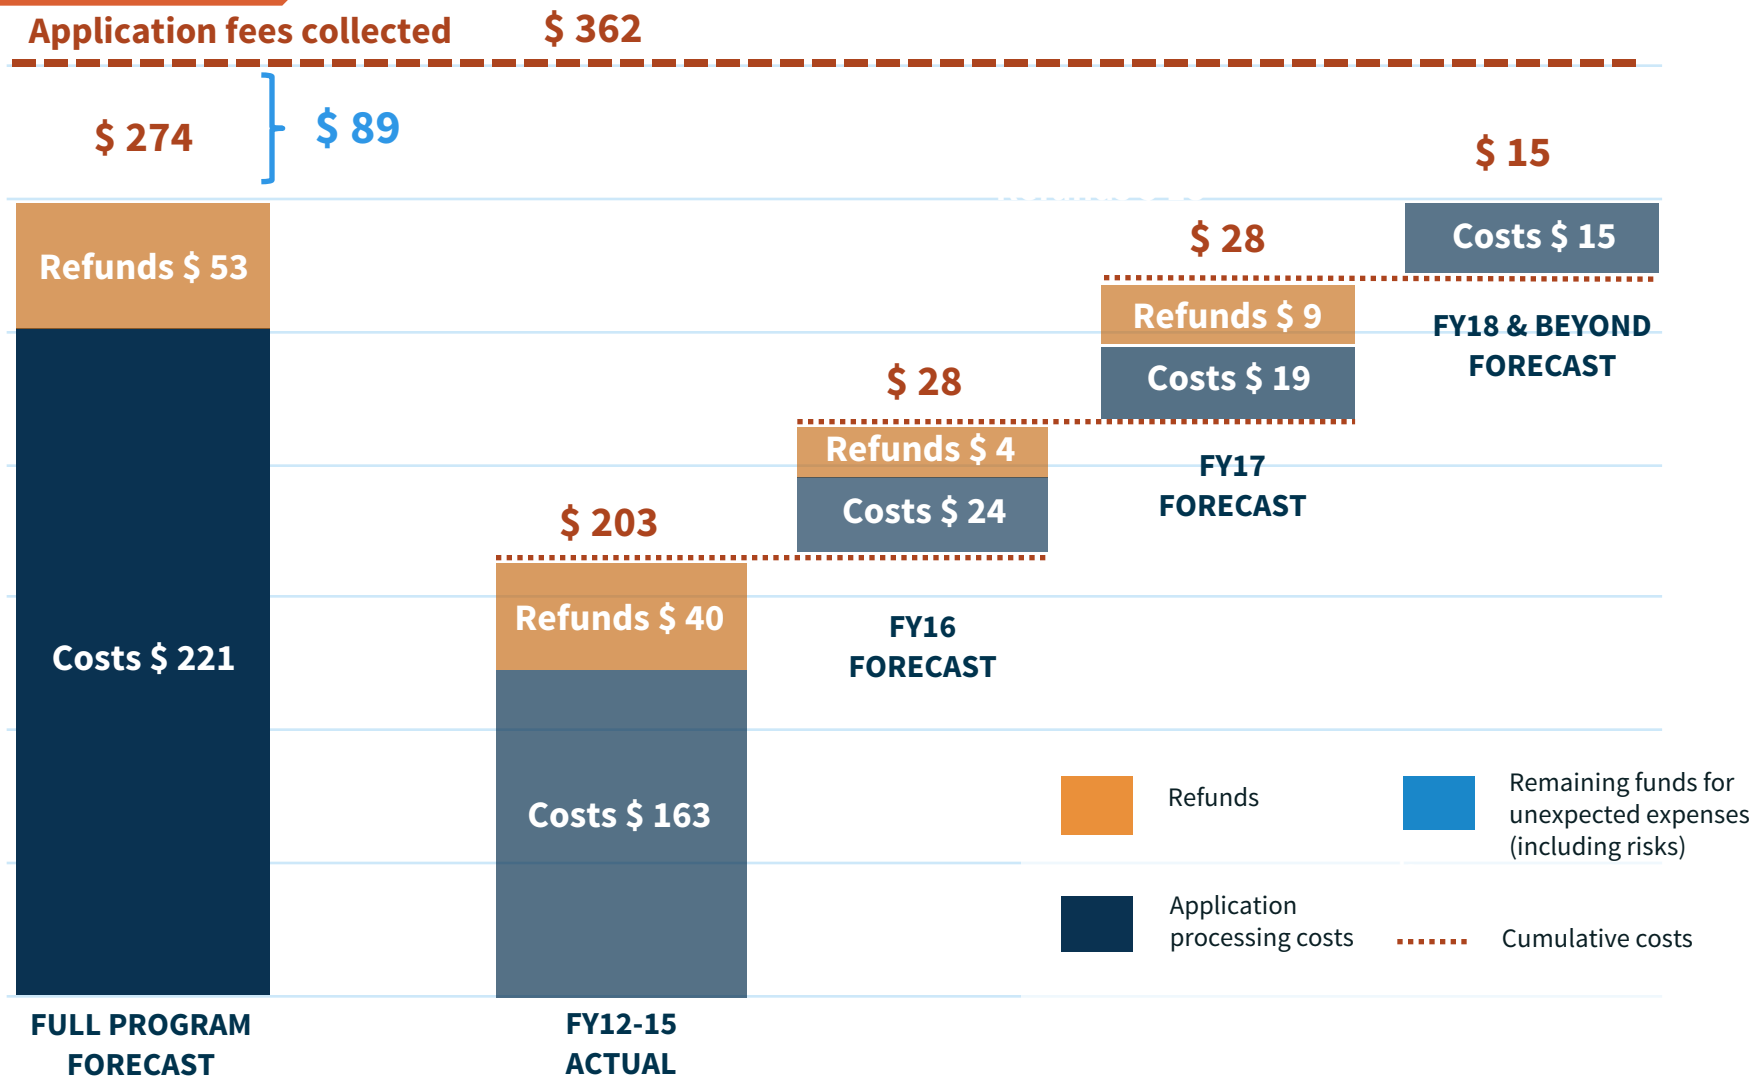 Application fees collected $ 362
$ 274
$ 89
$ 15
Refunds $ 53
Costs $ 221
$ 203
Refunds $ 40
Costs $ 163
$ 28
Refunds $ 4
Costs $ 24
$ 28
Refunds $ 9
Costs $ 19
Costs $ 15
FY18 & BEYOND
FORECAST
FY17
FORECAST
FY16
FORECAST
FULL PROGRAM
FORECAST
FY12-15
ACTUAL
Refunds
Remaining funds for
unexpected expenses
(including risks)
Application
processing costs
Cumulative costs